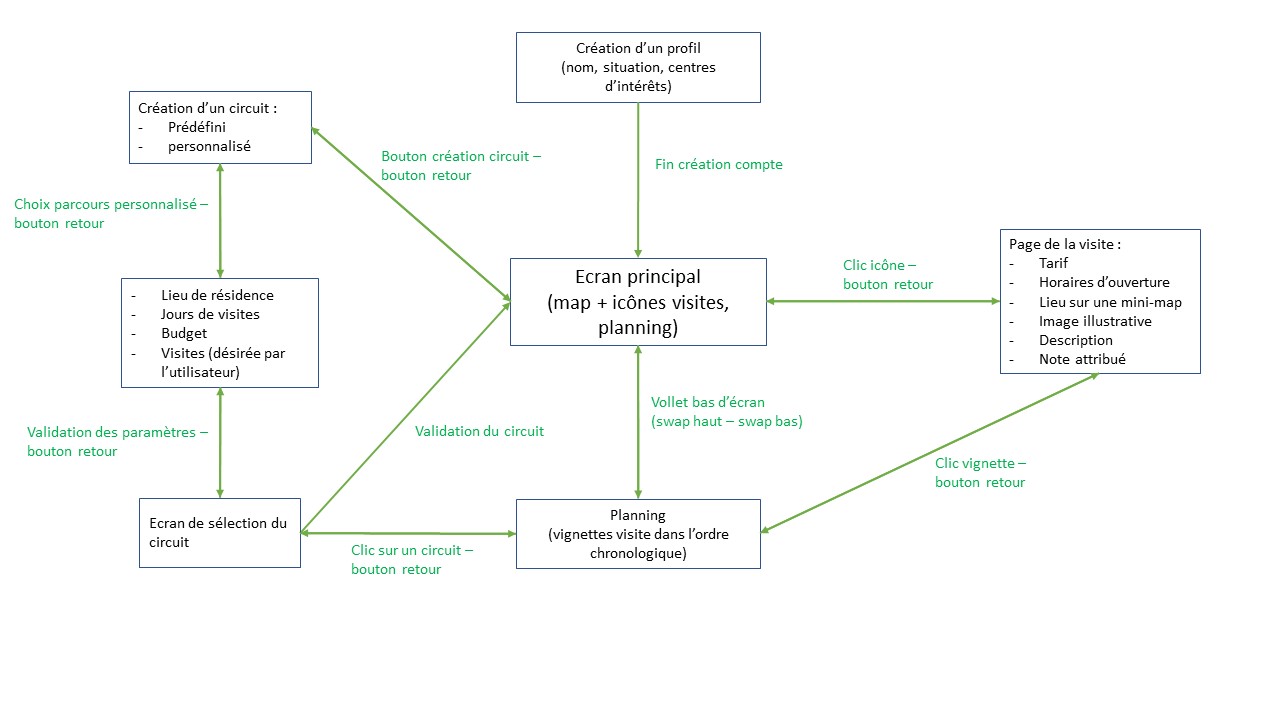 Création d’un profil
(nom, situation, centres
d’intérêts)
Création d’un circuit :
- Prédéfini
- personnalisé
Bouton création circuit –
bouton retour
Fin création compte
Choix parcours personnalisé –
bouton retour
Ecran principal
(map + icônes visites,
planning)
Clic icône –
bouton retour
Page de la visite :
- Tarif
- Horaires d’ouverture
- Lieu sur une mini-map
- Image illustrative
- Description
- Note attribué
- Lieu de résidence
- Jours de visites
- Budget
- Visites (désirée par
l’utilisateur)
Vollet bas d’écran
(swap haut – swap bas)
Validation des paramètres –
bouton retour
Validation du circuit
Clic vignette –
bouton retour
Ecran de sélection du
circuit
Clic sur un circuit –
bouton retour
Planning
(vignettes visite dans l’ordre
chronologique)